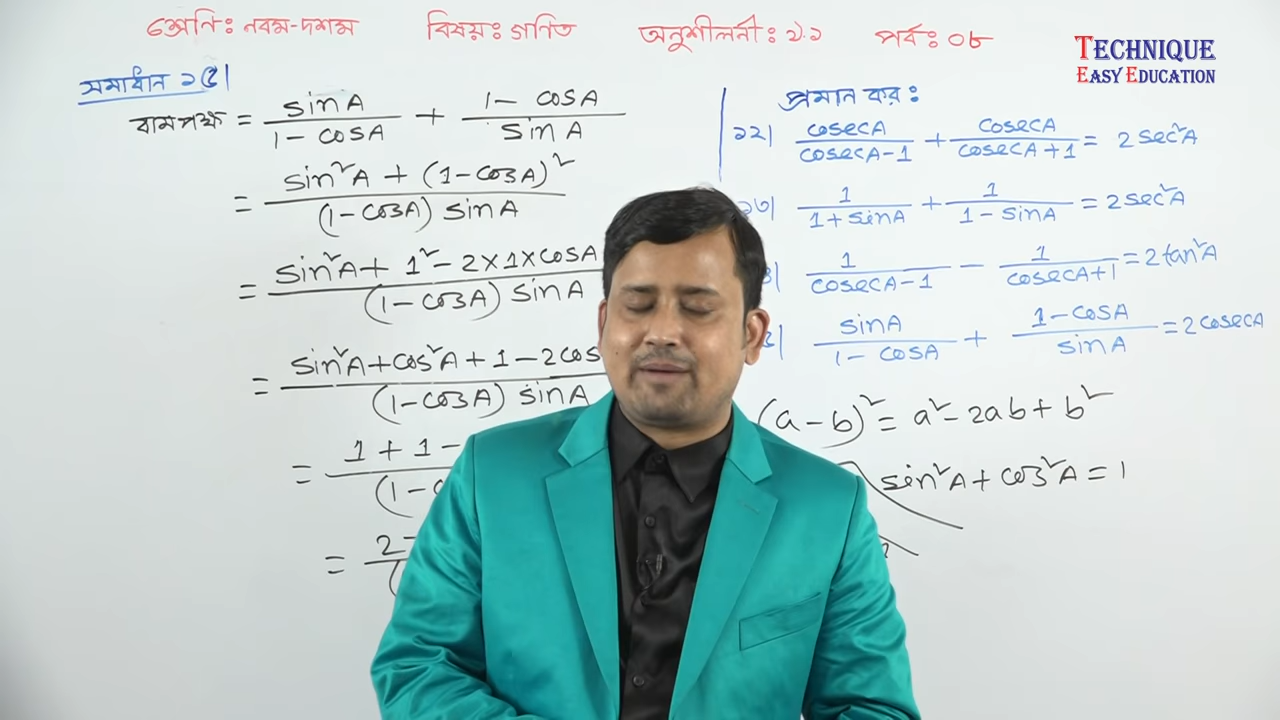 শ্রেণিঃ নবম-দশম বিষয়ঃ গণিত অনুশীলনীঃ ৯.১ পর্বঃ ০৮
TECHNIQUE
EASY EDUCATION
সমাধান ১৫|
বামপক্ষ = sinA/(1 - cosA) + (1 - cosA)/sinA
= (sin²A + (1-cosA)²)/((1-cosA) sinA)
= (sin²A + 1² - 2×1×cosA)/((1-cosA) sinA)
= (sin²A + cos²A + 1 - 2cos)/((1-cosA) sinA)
= (1 + 1 -)/((1-c)
= 2 -
প্রমান কর:
১২| cosecA/(cosecA-1) + cosecA/(cosecA+1) = 2sec²A
১৩| 1/(1+sinA) + 1/(1-sinA) = 2sec²A
1/(cosecA-1) - 1/(cosecA+1) = 2tan²A
sinA/(1-cosA) + (1-cosA)/sinA = 2cosecA
(a-b)² = a² - 2ab + b²
sin²A + cos²A = 1